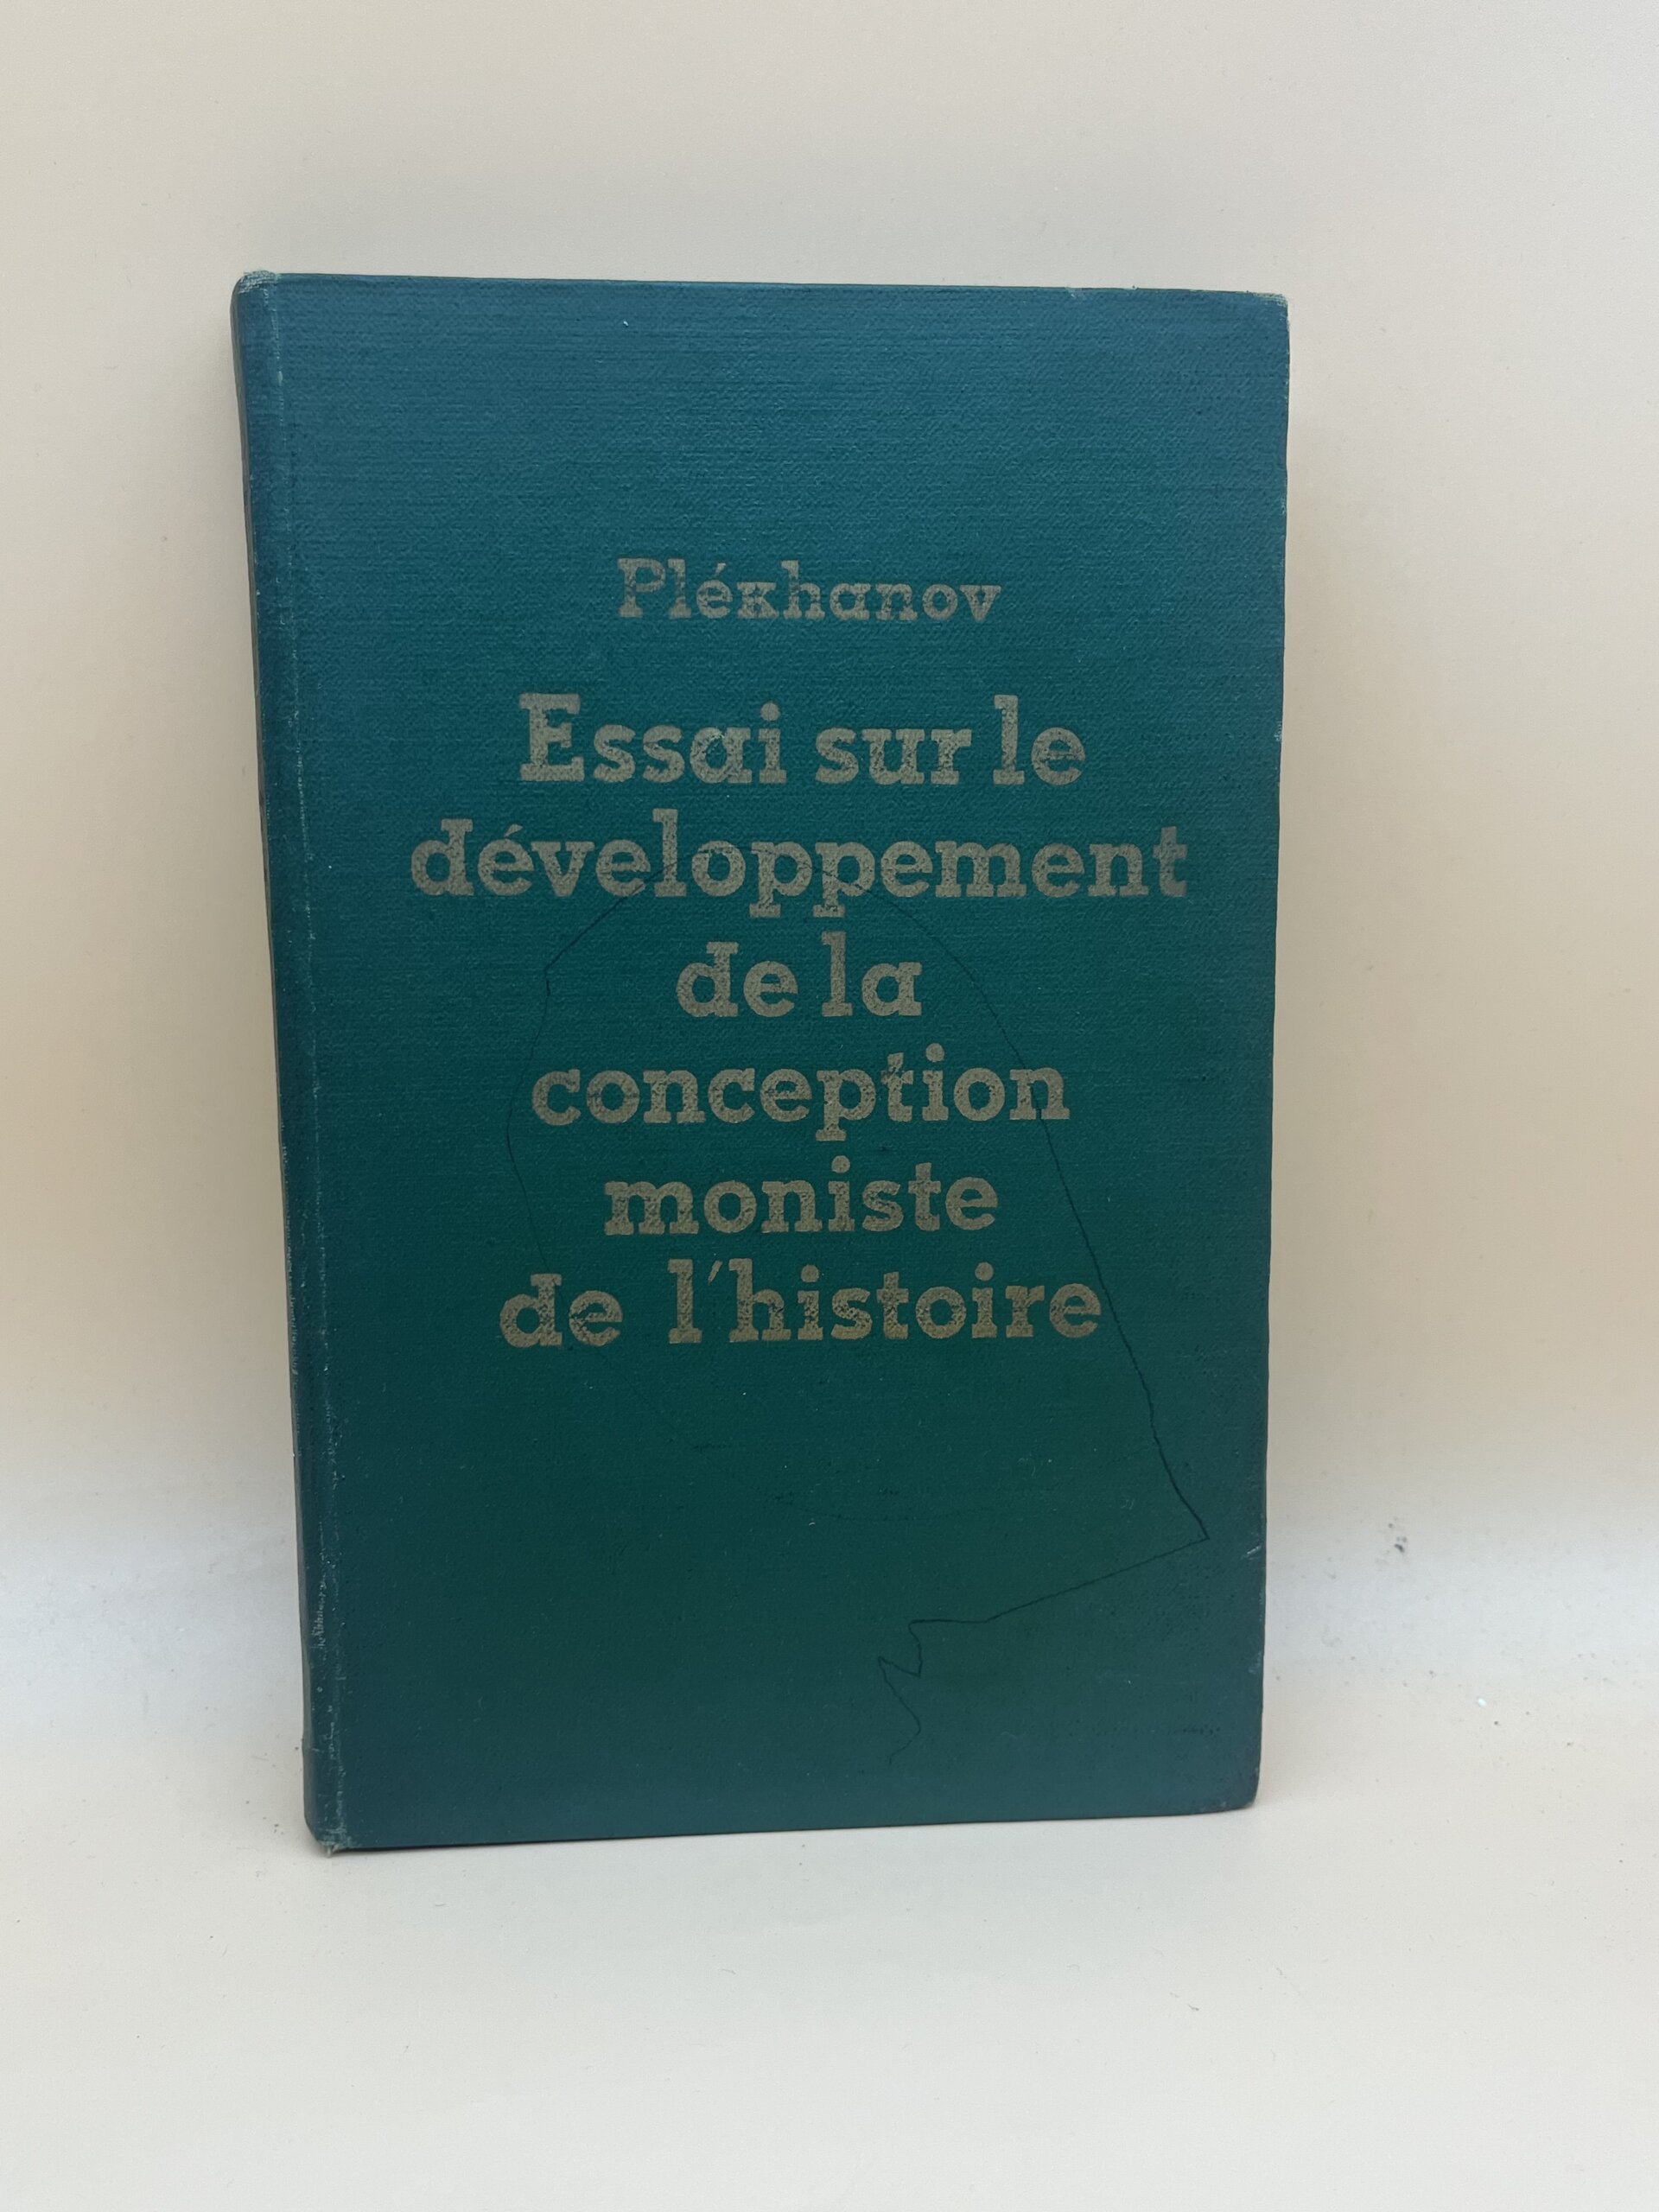 Plékhanov
Essai sur le
développement
de la
conception
moniste
de l'histoire